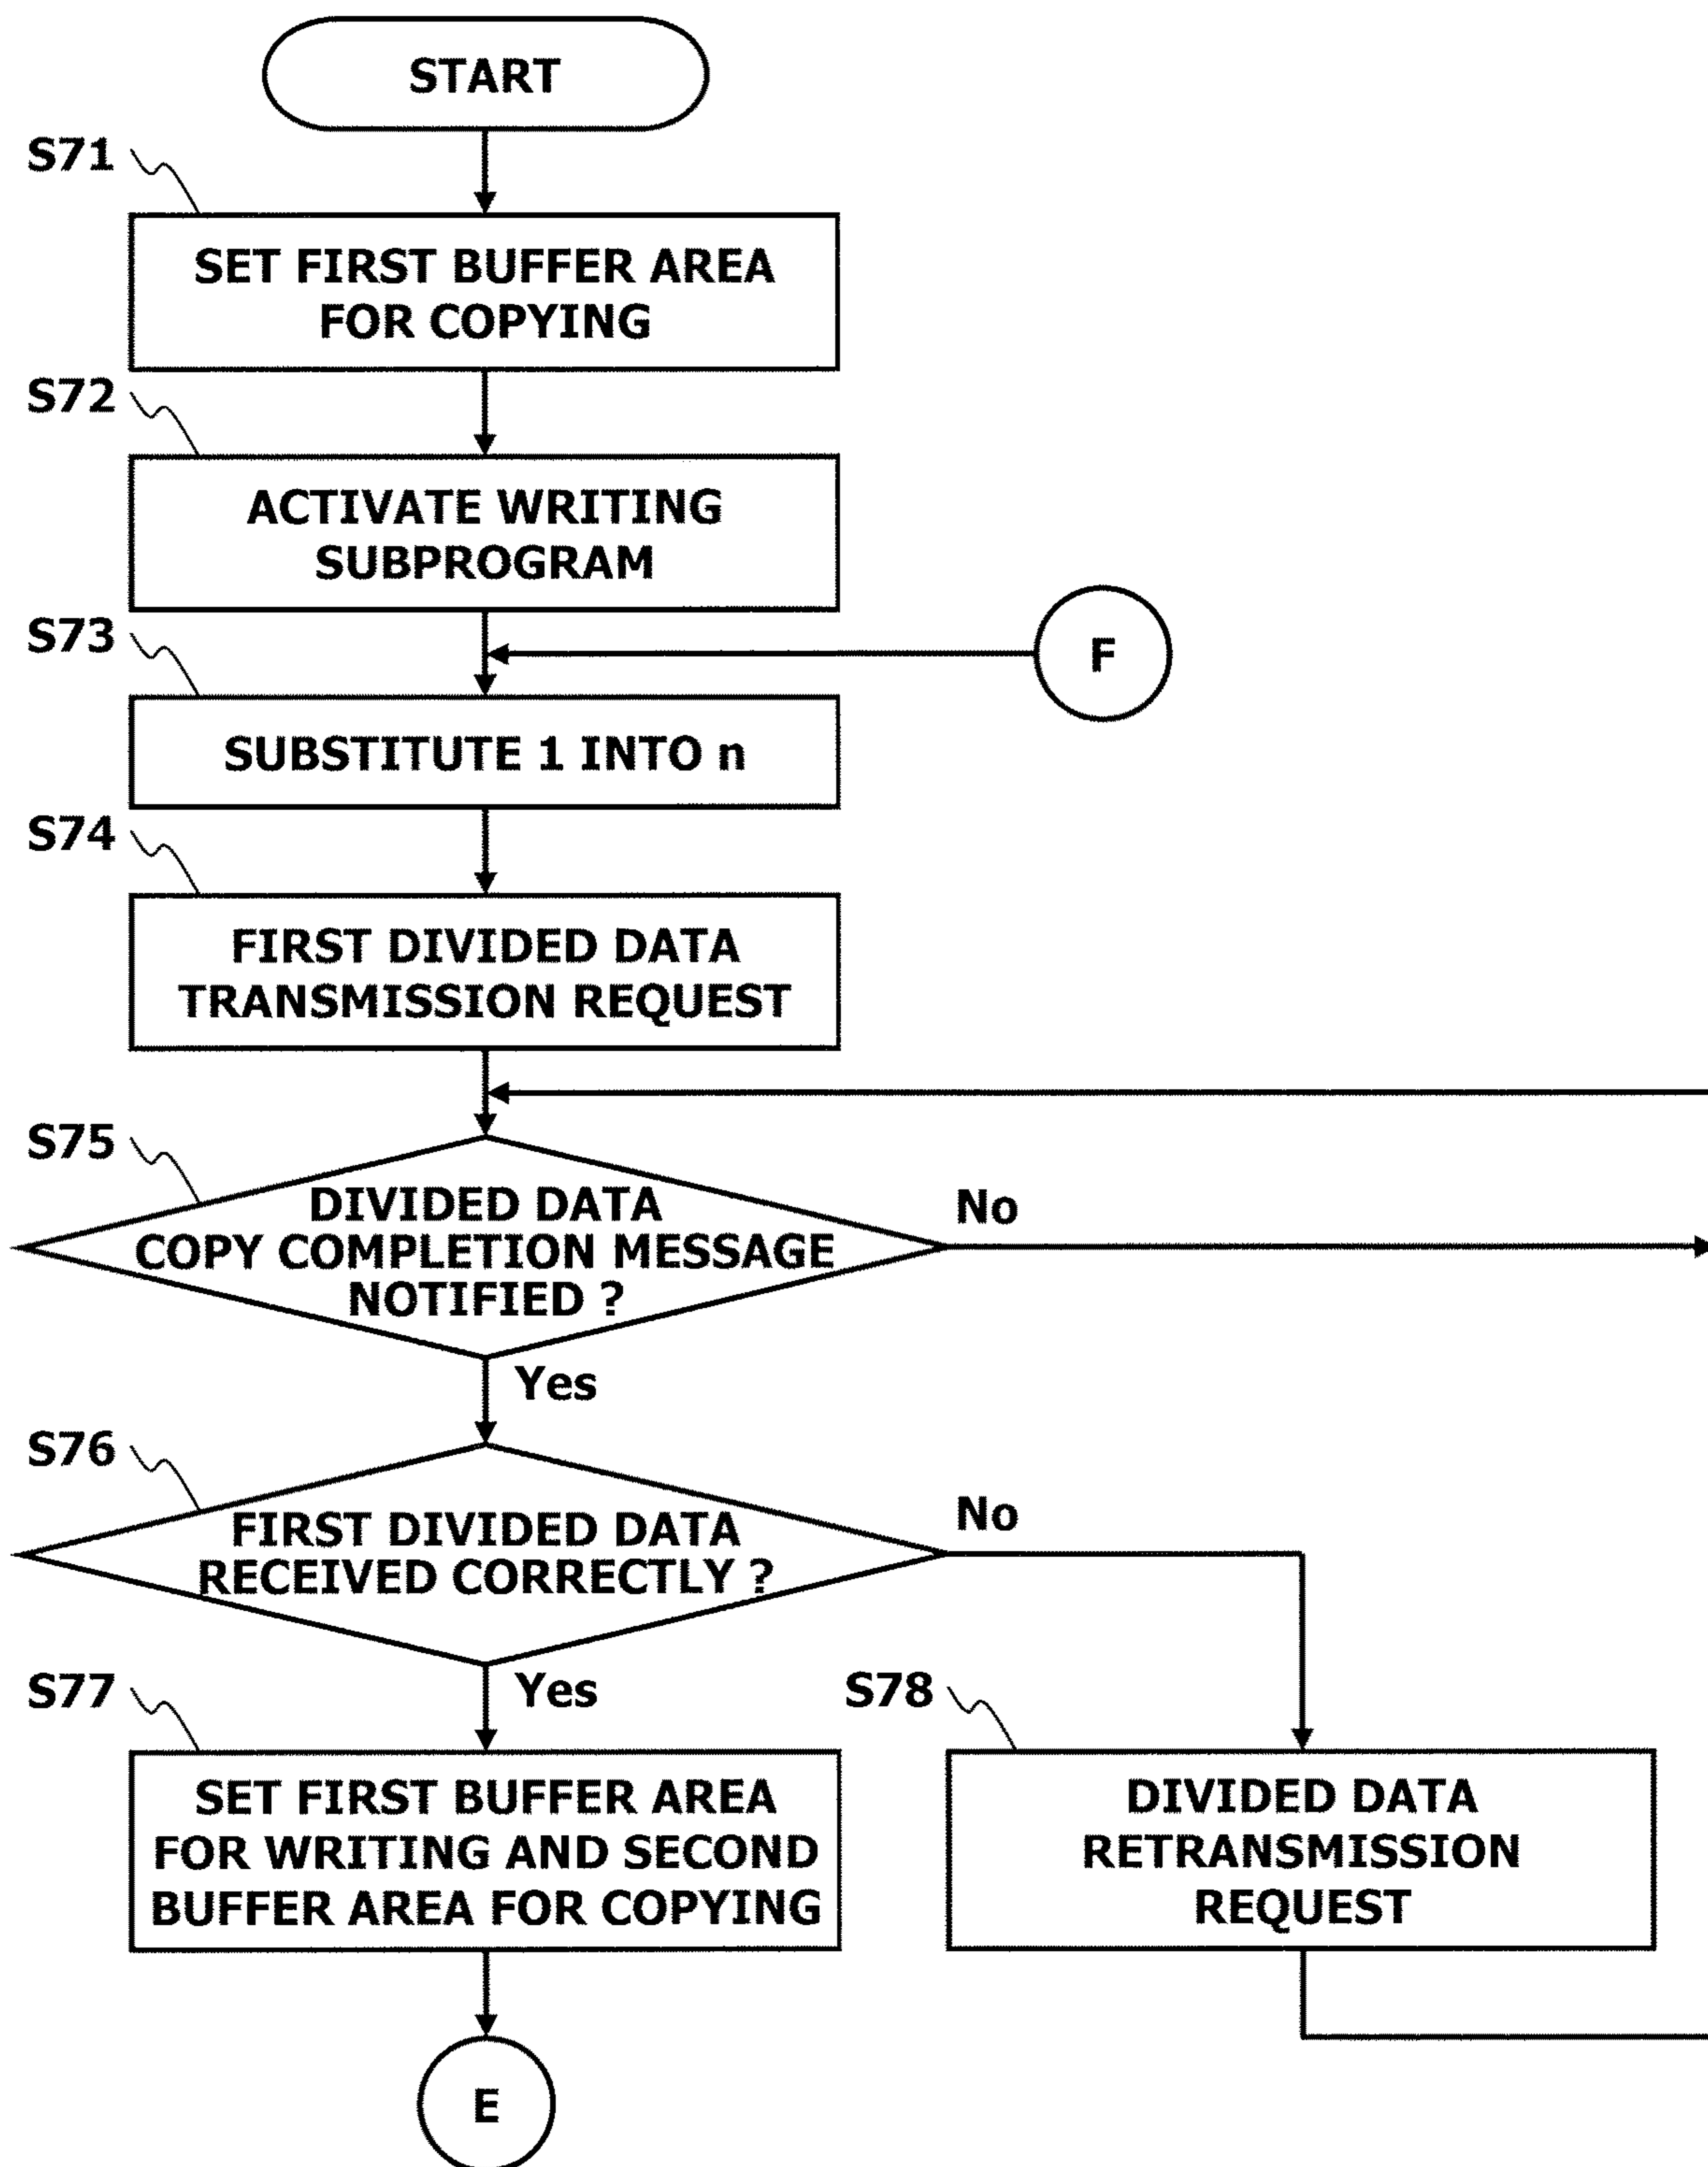 START
S71
SET FIRST BUFFER AREA
FOR COPYING
S72
ACTIVATE WRITING
SUBPROGRAM
S73
F
SUBSTITUTE 1 INTO n
S74
FIRST DIVIDED DATA
TRANSMISSION REQUEST
S75
DIVIDED DATA
COPY COMPLETION MESSAGE
NOTIFIED ?
No
Yes
S76
FIRST DIVIDED DATA
RECEIVED CORRECTLY ?
No
Yes
S77
SET FIRST BUFFER AREA
FOR WRITING AND SECOND
BUFFER AREA FOR COPYING
S78
DIVIDED DATA
RETRANSMISSION
REQUEST
E